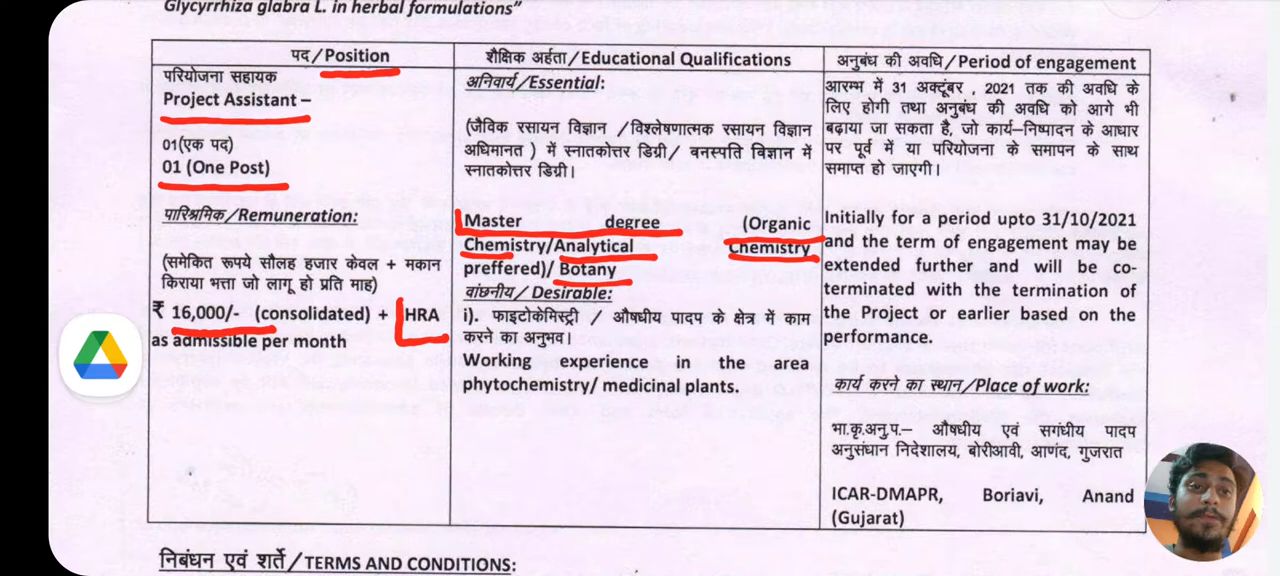 Glycyrrhiza glabra L. in herbal formulations”
पद/Position
परियोजना सहायक
Project Assistant –
01(एक पद)
01 (One Post)
पारिश्रमिक/Remuneration:
(समेकित रूपये सौलह हजार केवल + मकान
किराया भत्ता जो लागू हो प्रति माह)
₹ 16,000/- (consolidated) + HRA
as admissible per month
शैक्षिक अर्हता/Educational Qualifications
अनिवार्य/Essential:
(जैविक रसायन विज्ञान /विश्लेषणात्मक रसायन विज्ञान
अधिमानत ) में स्नातकोत्तर डिग्री/ बनस्पति बिज्ञान में
स्नातकोत्तर डिग्री।
Master degree (Organic
Chemistry/Analytical Chemistry
preffered)/ Botany
वांछनीय/ Desirable:
i). फाइटोकेमिस्ट्री / औषधीय पादप के क्षेत्र में काम
करने का अनुभव।
Working experience in the area
phytochemistry/ medicinal plants.
अनुबंध की अवधि/Period of engagement
आरम्भ में 31 अक्टूंबर , 2021 तक की अवधि के
लिए होगी तथा अनुबंध की अवधि को आगे भी
बढ़ाया जा सकता है, जो कार्य–निष्पादन के आधार
पर पूर्व में या परियोजना के समापन के साथ
समाप्त हो जाएगी।
Initially for a period upto 31/10/2021
and the term of engagement may be
extended further and will be co-
terminated with the termination of
the Project or earlier based on the
performance.
कार्य करने का स्थान/Place of work:
भा.कृ.अनु.प.– औषधीय एवं सगंधीय पादप
अनुसंधान निदेशालय, बोरीआवी, आणंद, गुजरात
ICAR-DMAPR, Boriavi, Anand
(Gujarat)
निबंधन एवं शर्ते/TERMS AND CONDITIONS: